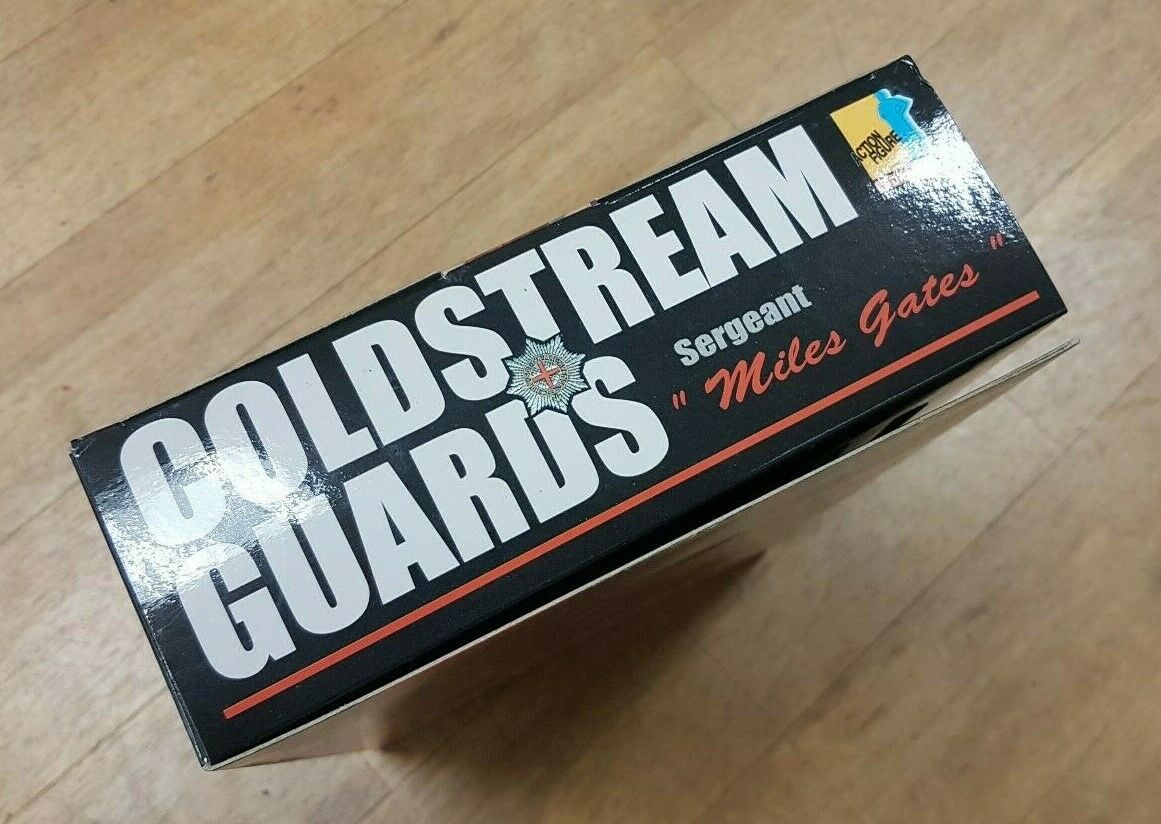 COLDSTREAM
GUARDS
Sergeant
"Miles Gates"
ACTION
FIGURE